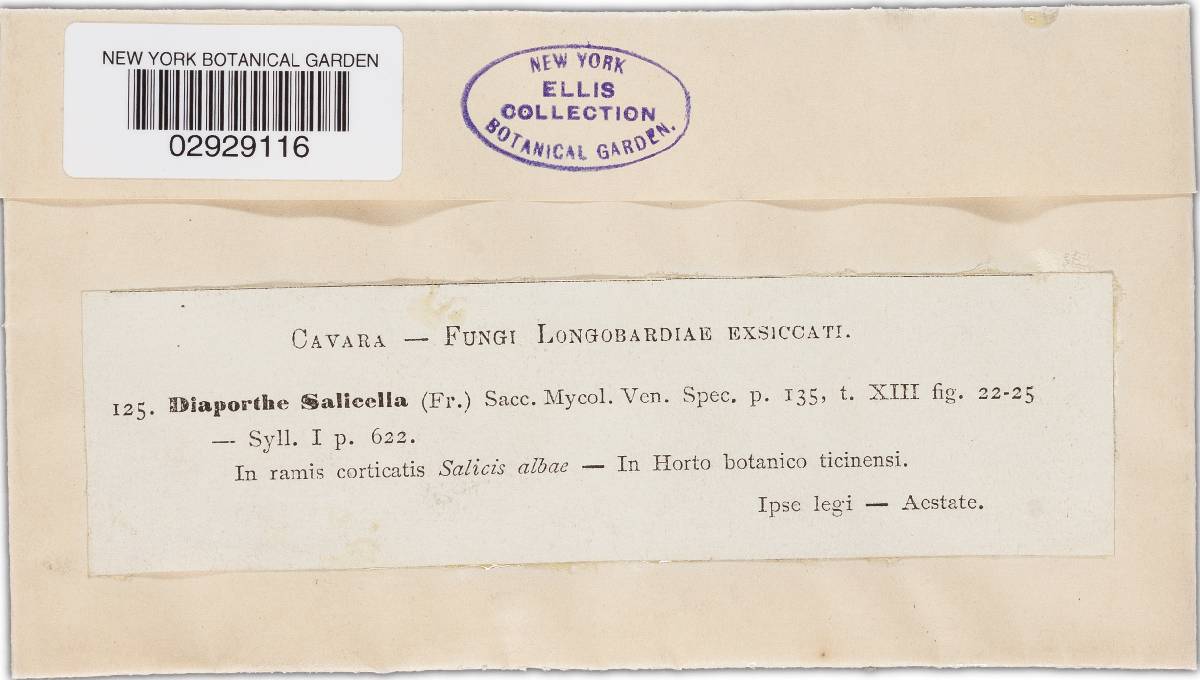 NEW YORK BOTANICAL GARDEN
02929116
NEW YORK
ELLIS
COLLECTION
BOTANICAL GARDEN.
CAVARA — FUNGI LONGOBARDIAE EXSICCATI.
125. Diaporthe Salicella (Fr.) Sacc. Mycol. Ven. Spec. p. 135, t. XIII fig. 22-25
— Syll. I p. 622.
In ramis corticatis Salicis albae — In Horto botanico ticinensi.
Ipse legi — Aestate.